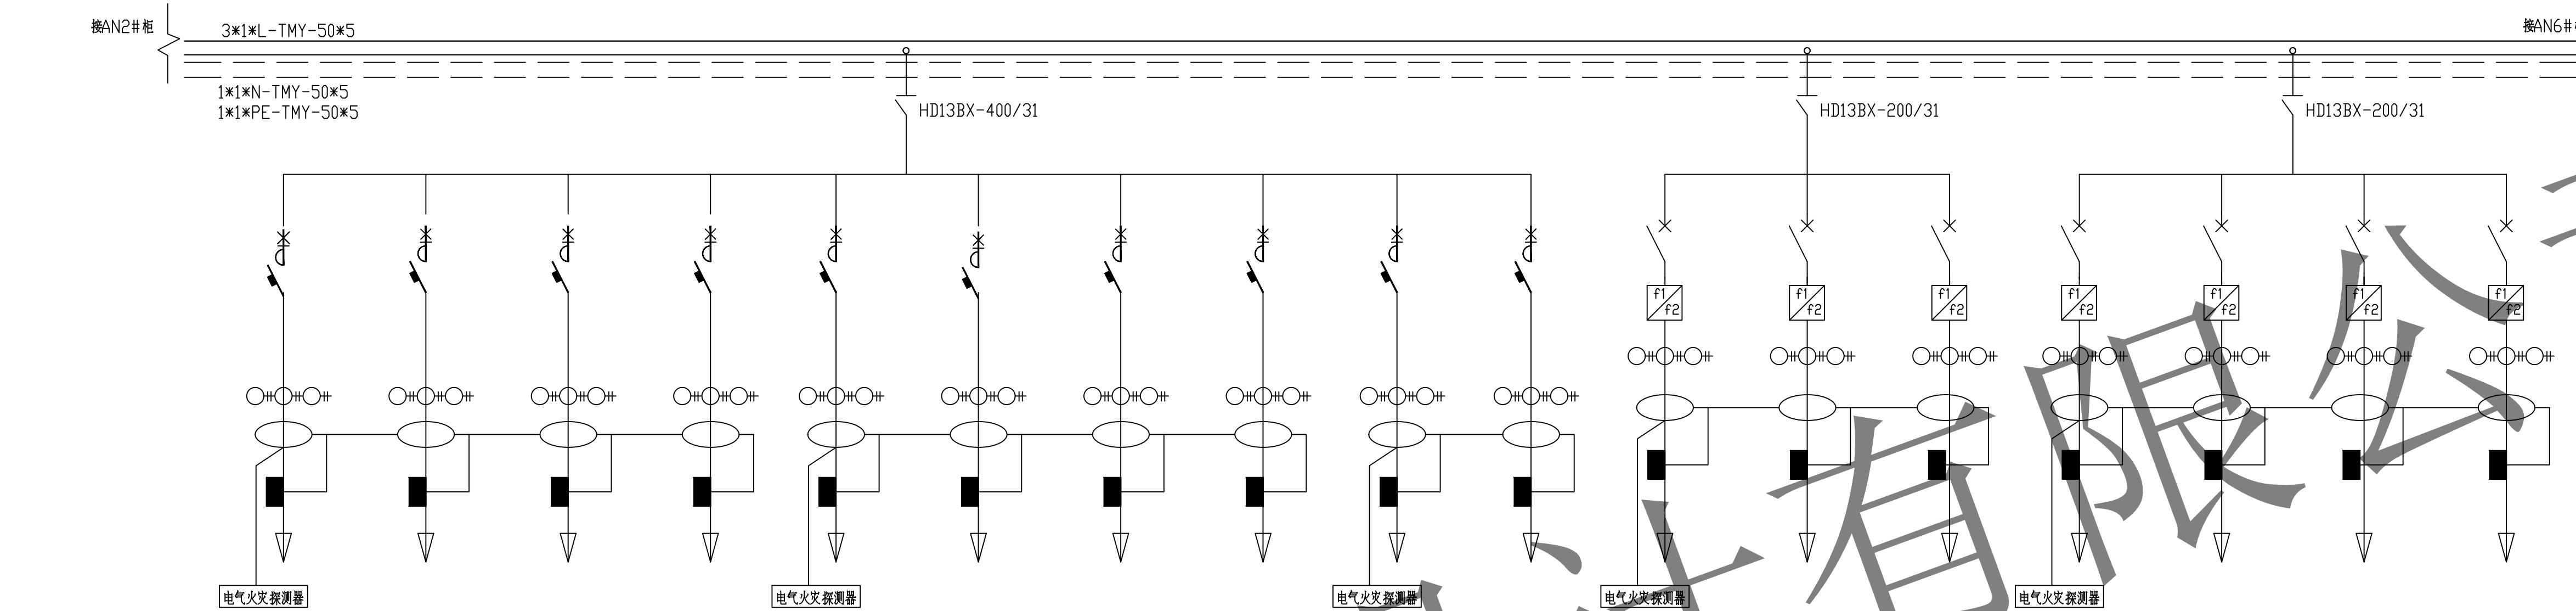 接AN2#柜
3*1*L-TMY-50*5
接AN6#
1*1*N-TMY-50*5
1*1*PE-TMY-50*5
HD13BX-400/31
HD13BX-200/31
HD13BX-200/31
f1 f1 f1 f1 f1 f1 f1
f2 f2 f2 f2 f2 f2 f2
有限公
电气火灾探测器
电气火灾探测器
电气火灾探测器
电气火灾探测器
电气火灾探测器